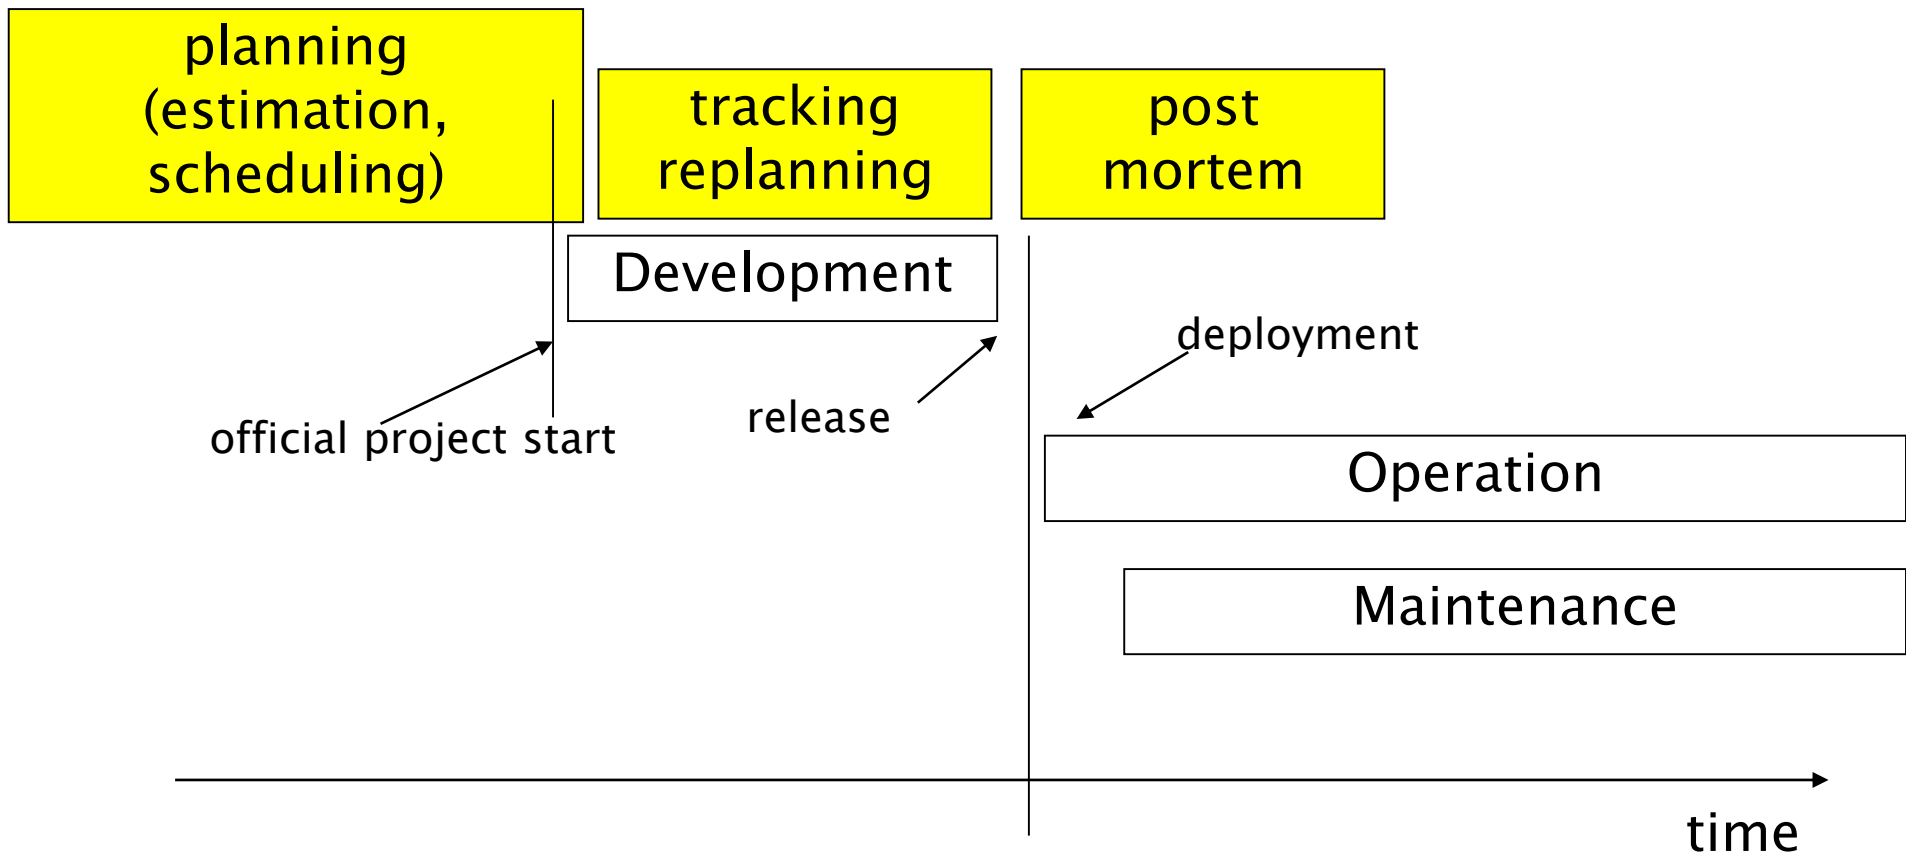 planning
(estimation,
scheduling)
tracking
replanning
post
mortem
Development
deployment
release
official project start
Operation
Maintenance
time